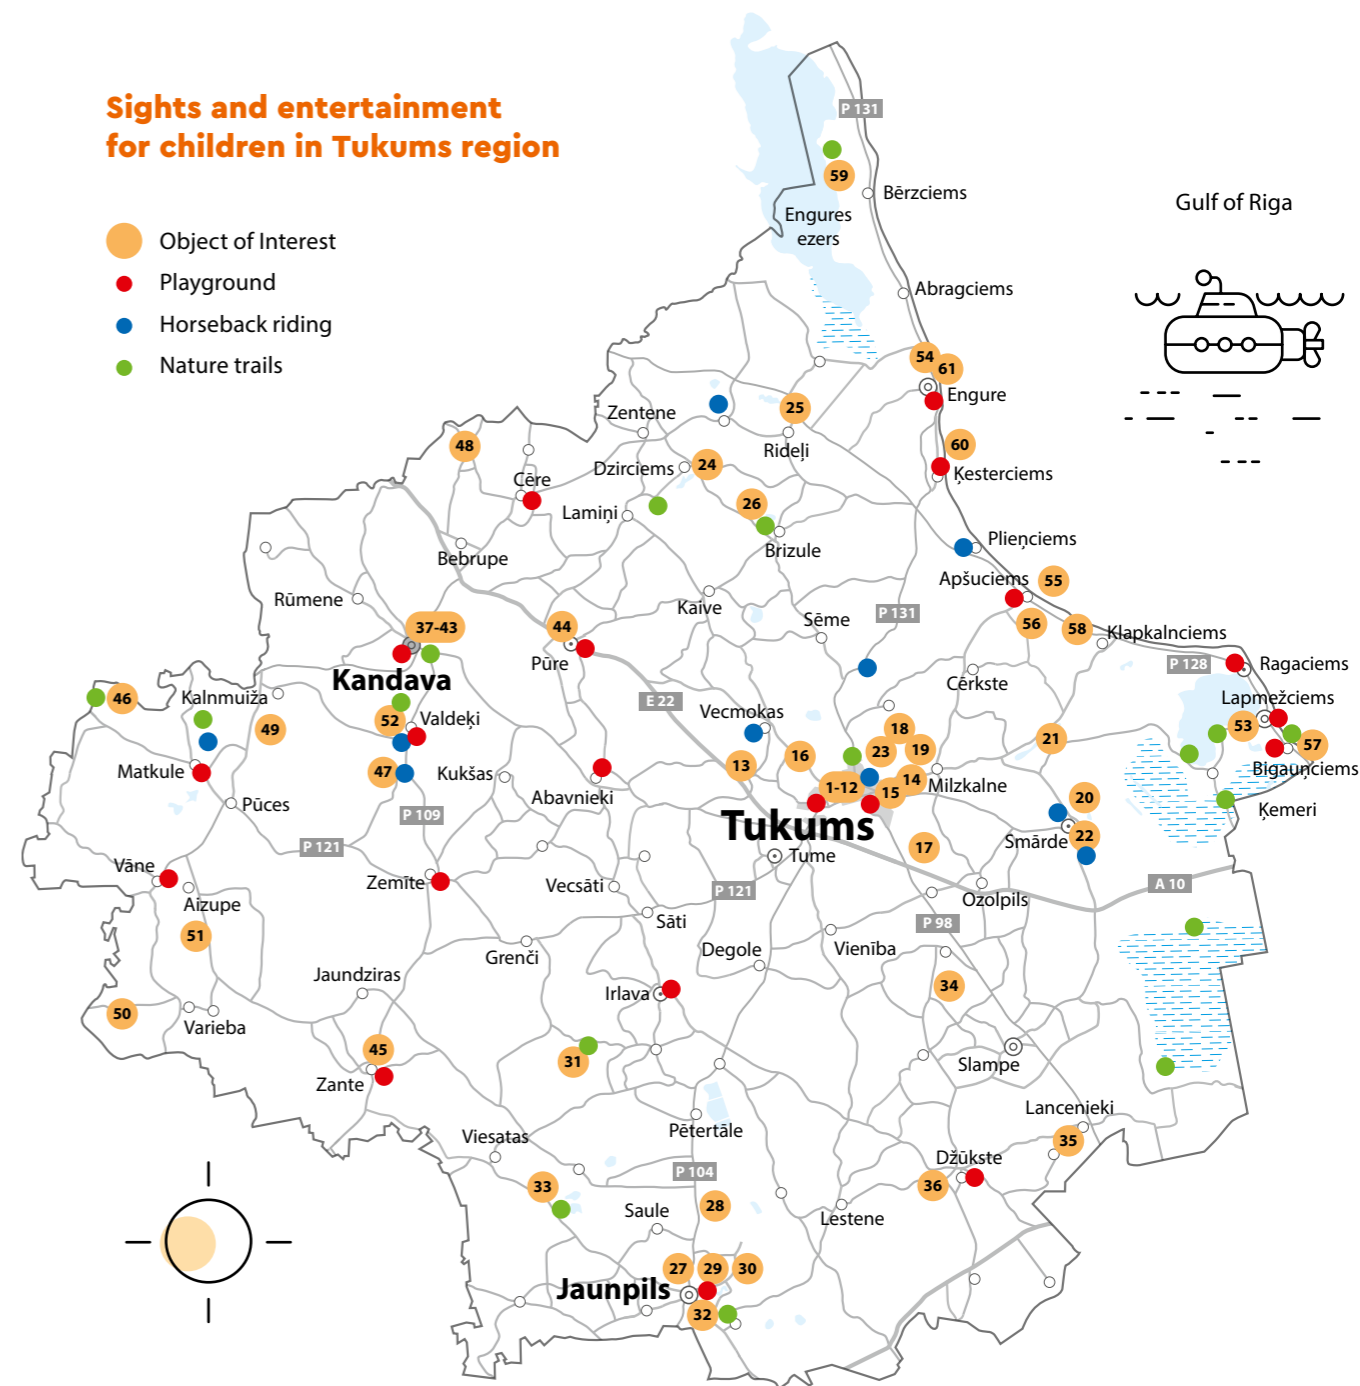 Sights and entertainment
for children in Tukums region
Object of Interest
Playground
Horseback riding
Nature trails
Gulf of Riga
P 131
59
Bērzciems
Engures
ezers
Abragciems
54
61
Engure
25
Zentene
Rideļi
48
60
Dzirciems
24
Ķesterciems
Cēre
26
Lamiņi
Brizule
Plieņciems
Bebrupe
Apšuciems
55
Rūmene
Kaive
P 131
Sēme
37-43
44
56
58
Klapkalnciems
Pūre
P 128
Ragaciems
Kandava
Cērkste
46
Kalnmuiža
E 22
Lapmežciems
49
52
Valdeķi
Vecmokas
18
53
23
19
21
57
16
13
Matkule
47
Kukšas
Abavnieki
1-12
14
15
Milzkalne
Bigauņciems
Pūces
20
P 109
Ķemeri
Tukums
22
Smārde
P 121
17
Tume
Vāne
Zemīte
Vecsāti
P 121
A 10
Aizupe
Ozolpils
Sāti
P 98
51
Grenči
Degole
Vienība
Jaundziras
34
Irlava
50
Varieba
45
31
Slampe
Zante
Lancenieki
Viesatas
Pētertāle
35
Džūkste
P 104
33
36
28
Saule
Lestene
27
29
30
Jaunpils
32